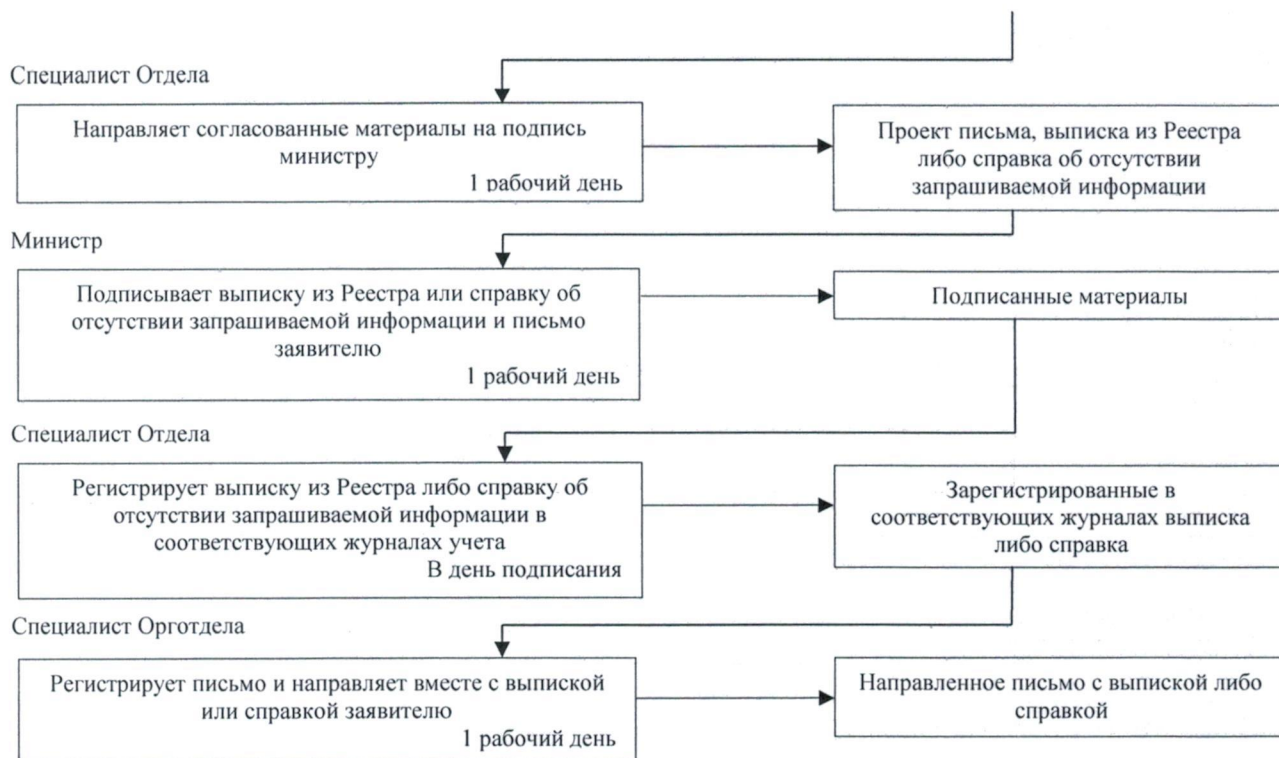 Специалист Отдела
Направляет согласованные материалы на подпись
министру
1 рабочий день
Проект письма, выписка из Реестра
либо справка об отсутствии
запрашиваемой информации
Министр
Подписывает выписку из Реестра или справку об
отсутствии запрашиваемой информации и письмо
заявителю
1 рабочий день
Подписанные материалы
Специалист Отдела
Регистрирует выписку из Реестра либо справку об
отсутствии запрашиваемой информации в
соответствующих журналах учета
В день подписания
Зарегистрированные в
соответствующих журналах выписка
либо справка
Специалист Орготдела
Регистрирует письмо и направляет вместе с выпиской
или справкой заявителю
1 рабочий день
Направленное письмо с выпиской либо
справкой